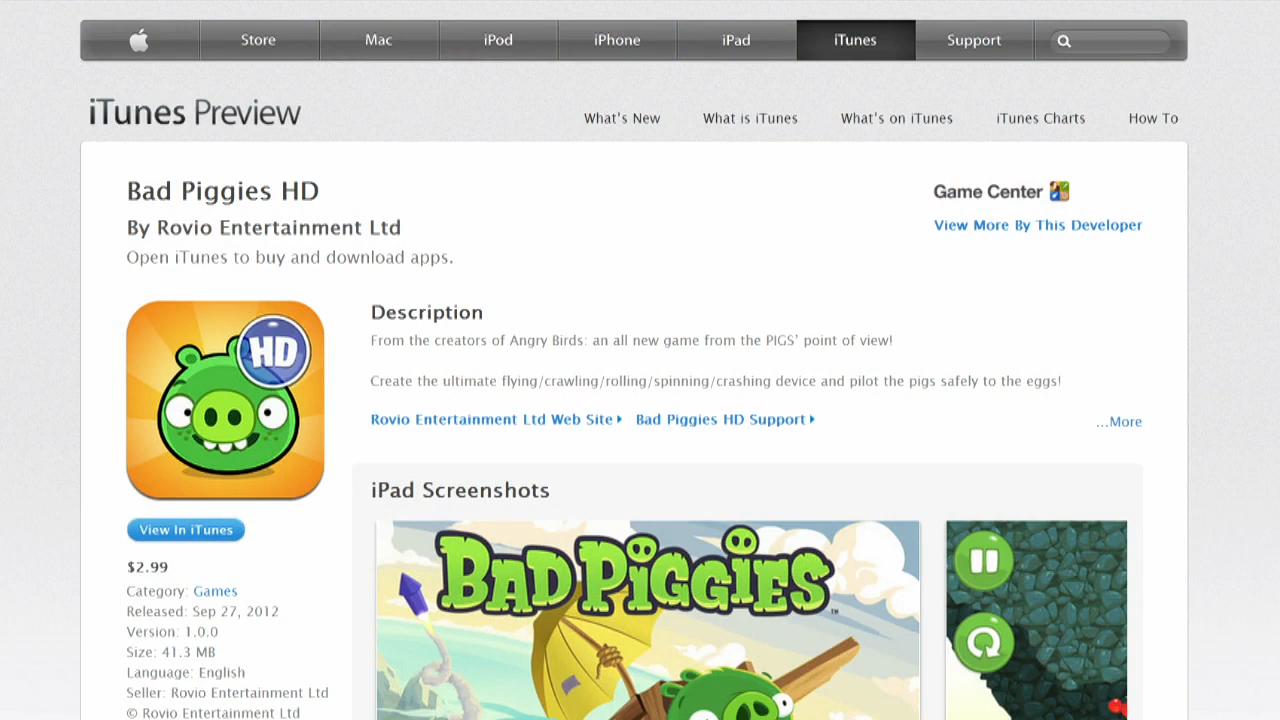 Store Mac iPod iPhone iPad iTunes Support
iTunes Preview
What's New What is iTunes What's on iTunes iTunes Charts How To
Bad Piggies HD
By Rovio Entertainment Ltd
Open iTunes to buy and download apps.
Game Center
View More By This Developer
HD
View In iTunes
$2.99
Category: Games
Released: Sep 27, 2012
Version: 1.0.0
Size: 41.3 MB
Language: English
Seller: Rovio Entertainment Ltd
© Rovio Entertainment Ltd
Description
From the creators of Angry Birds: an all new game from the PIGS' point of view!
Create the ultimate flying/crawling/rolling/spinning/crashing device and pilot the pigs safely to the eggs!
Rovio Entertainment Ltd Web Site Bad Piggies HD Support
...More
iPad Screenshots
BAD PIGGIES™